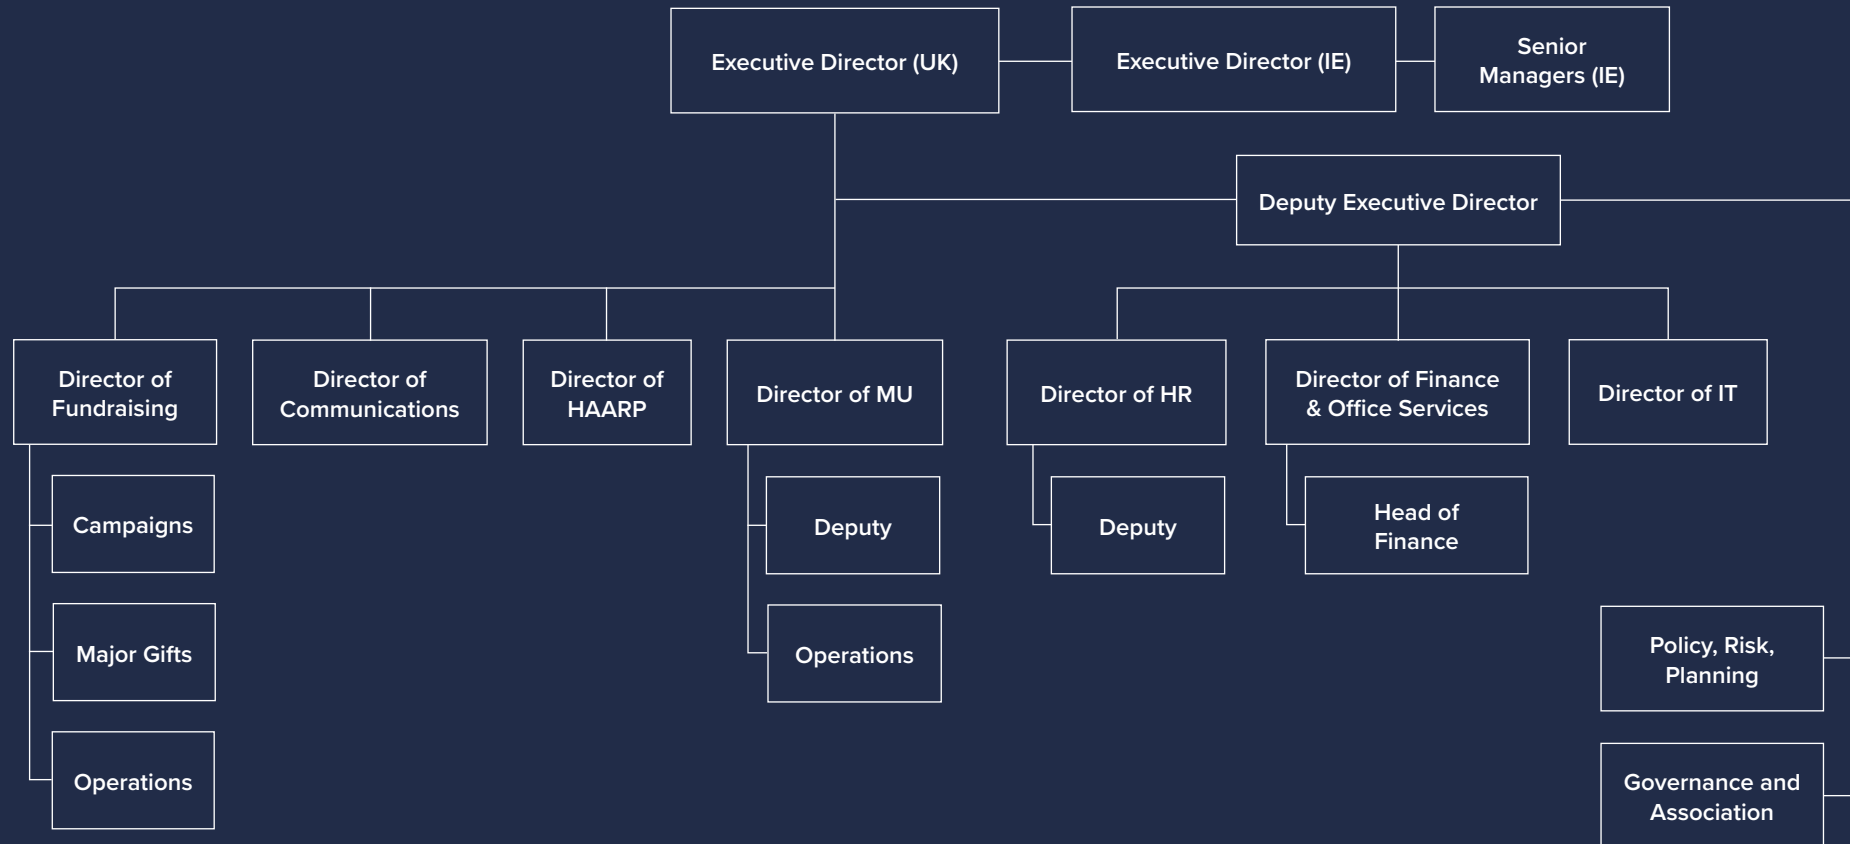 Executive Director (UK)
Executive Director (IE)
Senior
Managers (IE)
Deputy Executive Director
Director of
Fundraising
Director of
Communications
Director of
HAARP
Director of MU
Director of HR
Director of Finance
& Office Services
Director of IT
Campaigns
Deputy
Deputy
Head of
Finance
Major Gifts
Operations
Policy, Risk,
Planning
Operations
Governance and
Association